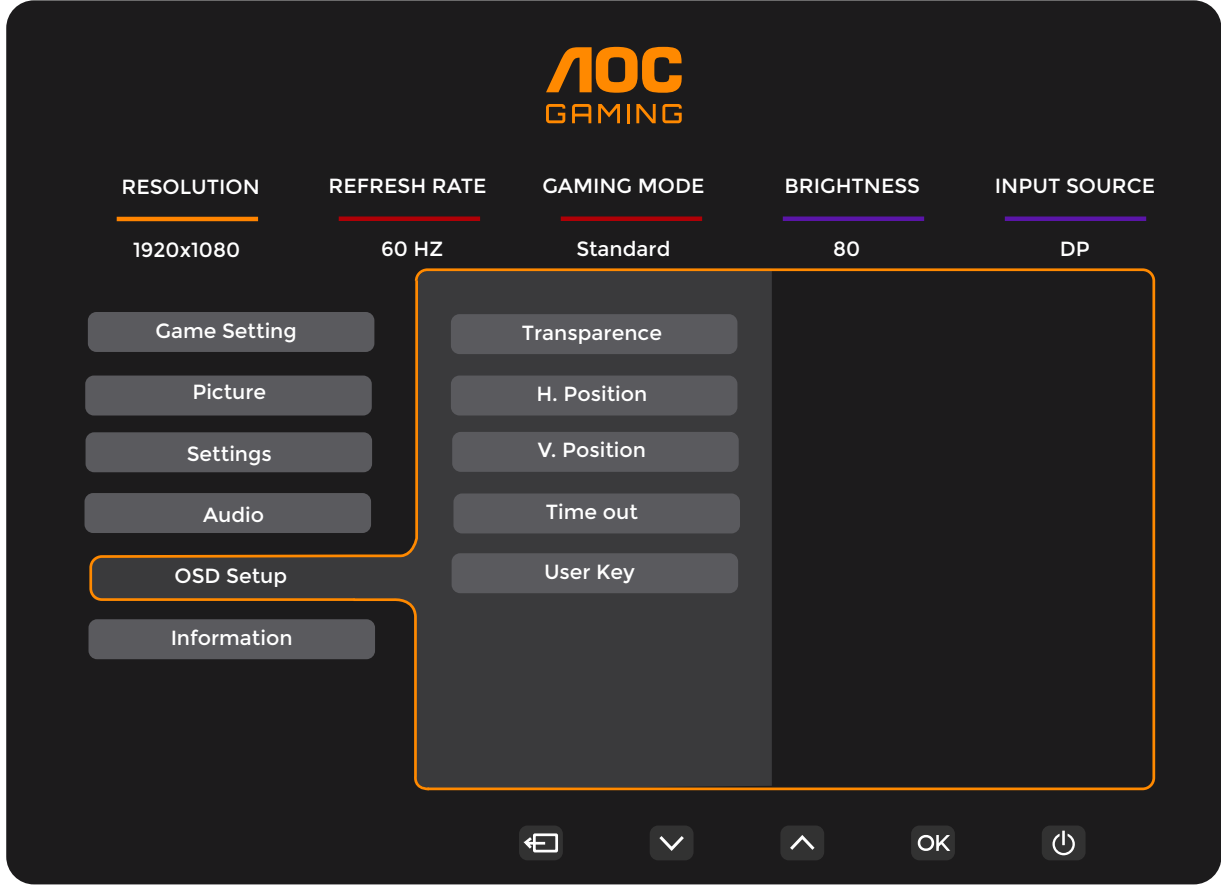 AOC
GAMING
RESOLUTION REFRESH RATE GAMING MODE BRIGHTNESS INPUT SOURCE
1920x1080 60 HZ Standard 80 DP
Game Setting Transparence
Picture H. Position
Settings V. Position
Audio Time out
OSD Setup User Key
Information
OK